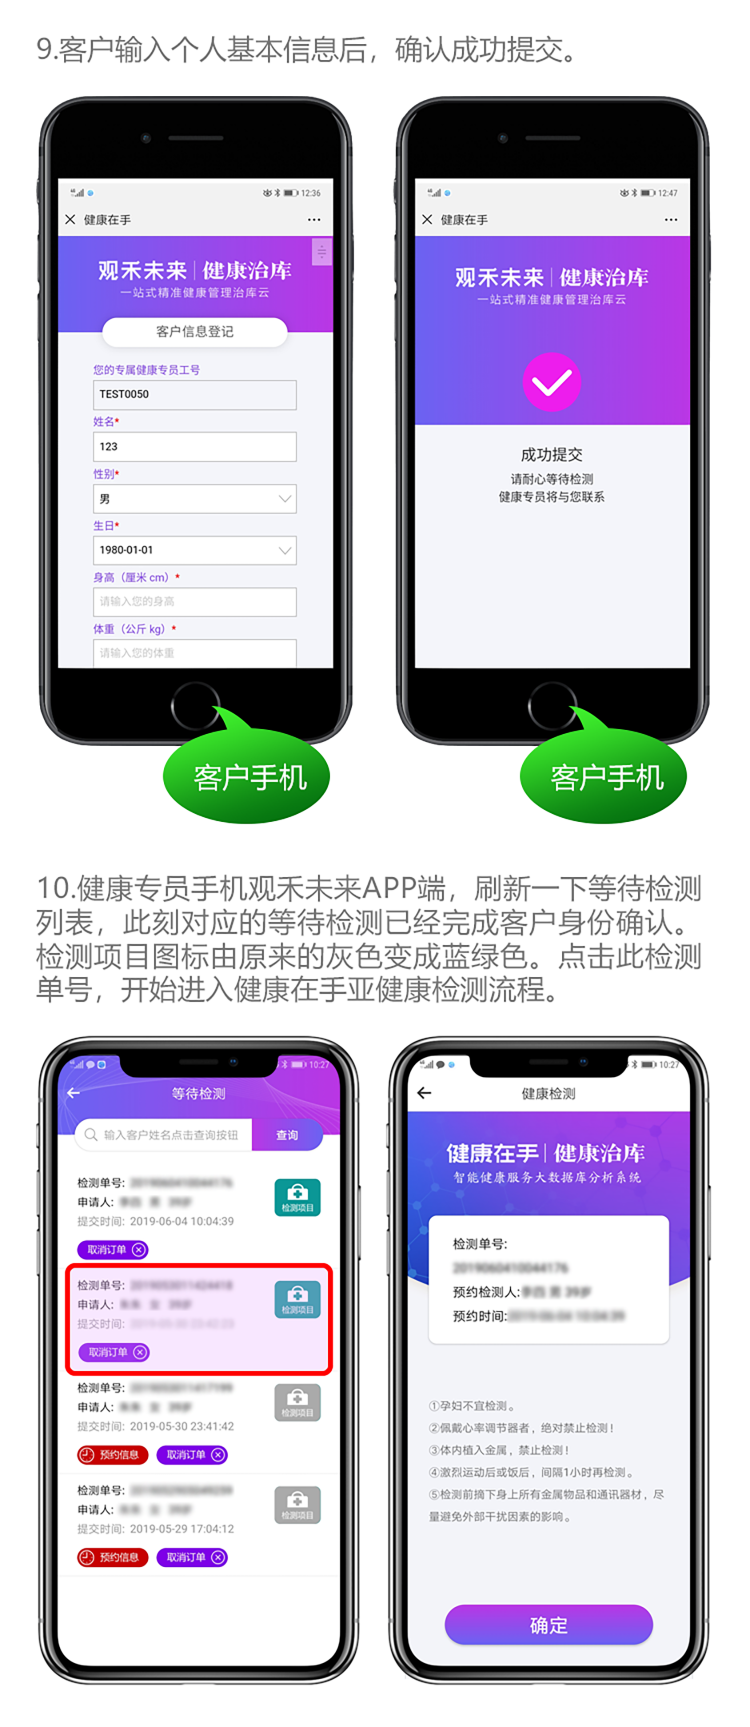 9.客户输入个人基本信息后，确认成功提交。
12:36
健康在手
观禾未来 健康治库
一站式精准健康管理治库云
客户信息登记
您的专属健康专员工号
TEST0050
姓名*
123
性别*
男
生日*
1980-01-01
身高（厘米 cm）*
请输入您的身高
体重（公斤 kg）*
请输入您的体重
客户手机
12:47
健康在手
观禾未来 健康治库
一站式精准健康管理治库云
成功提交
请耐心等待检测
健康专员将与您联系
客户手机
10.健康专员手机观禾未来APP端，刷新一下等待检测
列表，此刻对应的等待检测已经完成客户身份确认。
检测项目图标由原来的灰色变成蓝绿色。点击此检测
单号，开始进入健康在手亚健康检测流程。
10:27
等待检测
输入客户姓名点击查询按钮 查询
检测单号:
申请人:
提交时间: 2019-06-04 10:04:39
检测项目
取消订单
检测单号:
申请人:
提交时间:
检测项目
取消订单
检测单号:
申请人:
提交时间: 2019-05-30 23:41:42
检测项目
预约信息 取消订单
检测单号:
申请人:
提交时间: 2019-05-29 17:04:12
检测项目
预约信息 取消订单
10:27
健康检测
健康在手 健康治库
智能健康服务大数据库分析系统
检测单号:
预约检测人:
预约时间:
①孕妇不宜检测。
②佩戴心率调节器者，绝对禁止检测！
③体内植入金属，禁止检测！
④激烈运动后或饭后，间隔1小时再检测。
⑤检测前摘下身上所有金属物品和通讯器材，尽
量避免外部干扰因素的影响。
确定